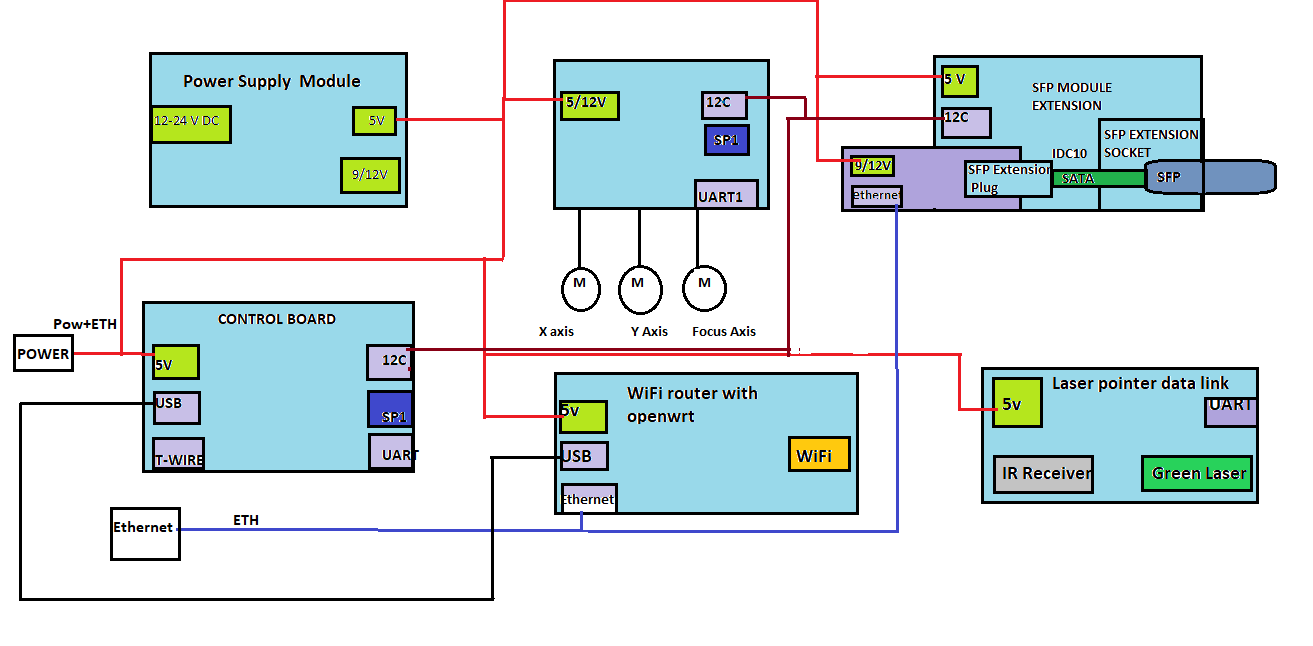 Power Supply  Module
12-24 V DC
5V
9/12V
5/12V
12C
SP1
UART1
M
M
M
X axis
Y Axis
Focus Axis
5 V
12C
SFP MODULE
EXTENSION
SFP EXTENSION
SOCKET
IDC10
9/12V
Ethernet
SFP Extension
Plug
SATA
SFP
Pow+ETH
POWER
CONTROL BOARD
5V
USB
T-WIRE
12C
SP1
UART
WiFi router with
openwrt
5v
USB
Ethernet
WiFi
Laser pointer data link
5v
UART
IR Receiver
Green Laser
Ethernet
ETH